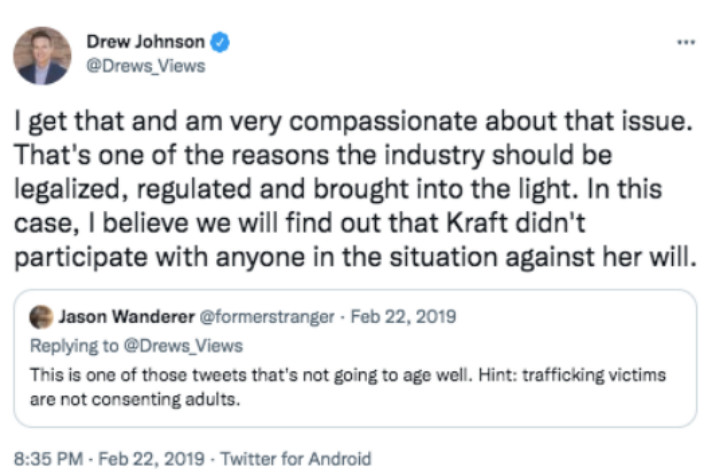 Drew Johnson
@Drews_Views
I get that and am very compassionate about that issue.
That's one of the reasons the industry should be
legalized, regulated and brought into the light. In this
case, I believe we will find out that Kraft didn't
participate with anyone in the situation against her will.
Jason Wanderer @formerstranger · Feb 22, 2019
Replying to @Drews_Views
This is one of those tweets that's not going to age well. Hint: trafficking victims
are not consenting adults.
8:35 PM · Feb 22, 2019 · Twitter for Android